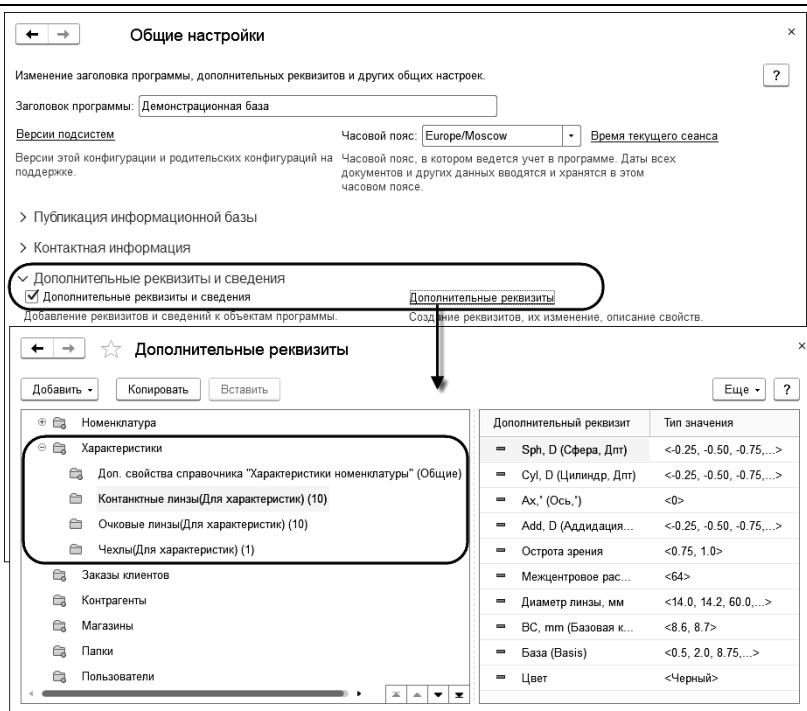 Общие настройки
Изменение заголовка программы, дополнительных реквизитов и других общих настроек.
?
Заголовок программы: Демонстрационная база
Версии подсистем
Часовой пояс: Europe/Moscow
Время текущего сеанса
Версии этой конфигурации и родительских конфигураций на
поддержке.
Часовой пояс, в котором ведется учет в программе. Даты всех
документов и других данных вводятся и хранятся в этом
часовом поясе.
Публикация информационной базы
Контактная информация
Дополнительные реквизиты и сведения
Дополнительные реквизиты и сведения
Дополнительные реквизиты
Добавление реквизитов и сведений к объектам программы.
Создание реквизитов, их изменение, описание свойств.
Дополнительные реквизиты
Добавить
Копировать
Вставить
Еще
?
Номенклатура
Характеристики
Доп. свойства справочника "Характеристики номенклатуры" (Общие)
Контанктные линзы(Для характеристик) (10)
Очковые линзы(Для характеристик) (10)
Чехлы(Для характеристик) (1)
Заказы клиентов
Контрагенты
Магазины
Папки
Пользователи
Дополнительный реквизит Тип значения
Sph, D (Сфера, Дпт) <-0.25, -0.50, -0.75,...>
Cyl, D (Цилиндр, Дпт) <-0.25, -0.50, -0.75,...>
Ax,° (Ось,°) <0>
Add, D (Аддидация... <-0.25, -0.50, -0.75,...>
Острота зрения <0.75, 1.0>
Межцентровое рас... <64>
Диаметр линзы, мм <14.0, 14.2, 60.0,...>
BC, mm (Базовая к... <8.6, 8.7>
База (Basis) <0.5, 2.0, 8.75,...>
Цвет <Черный>